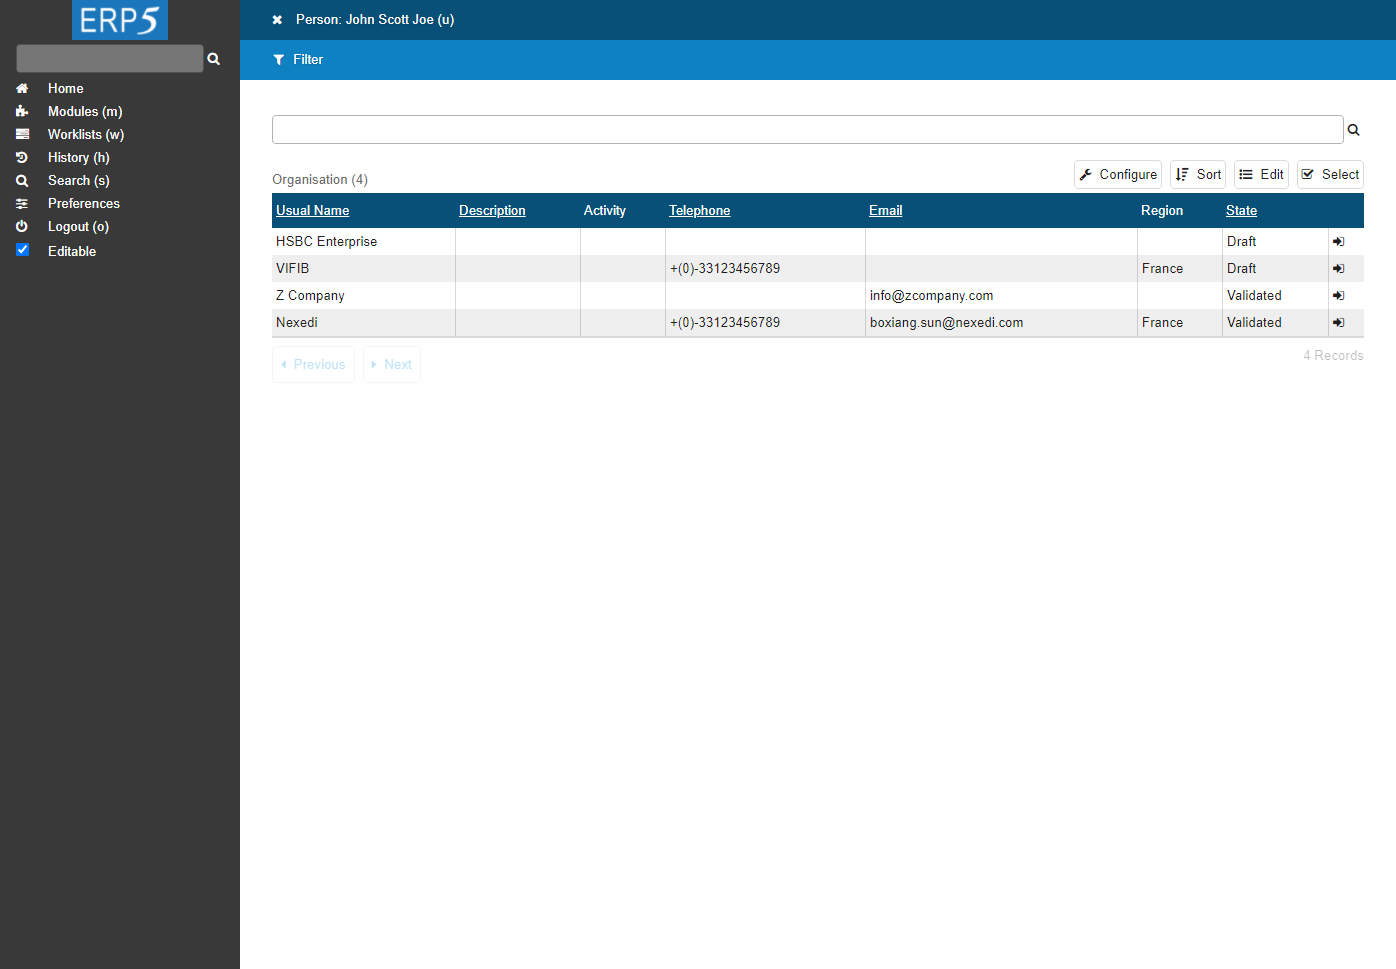 ERP5
Home
Modules (m)
Worklists (w)
History (h)
Search (s)
Preferences
Logout (o)
Editable
Person: John Scott Joe (u)
Filter
Organisation (4)
Configure Sort Edit Select
Usual Name Description Activity Telephone Email Region State
HSBC Enterprise Draft
VIFIB +(0)-33123456789 France Draft
Z Company info@zcompany.com Validated
Nexedi +(0)-33123456789 boxiang.sun@nexedi.com France Validated
Previous Next
4 Records